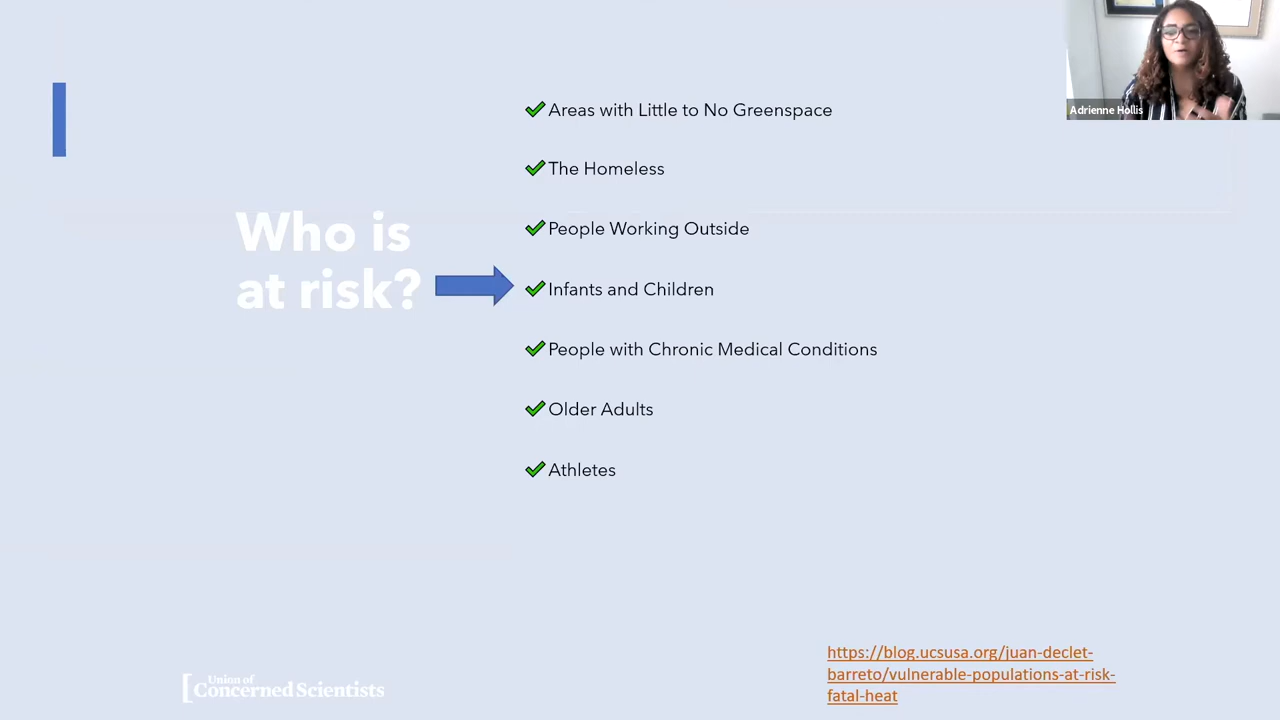 Adrienne Hollis
Areas with Little to No Greenspace
The Homeless
People Working Outside
Who is
at risk?
Infants and Children
People with Chronic Medical Conditions
Older Adults
Athletes
https://blog.ucsusa.org/juan-declet-
barreto/vulnerable-populations-at-risk-
fatal-heat
[Union of
Concerned Scientists